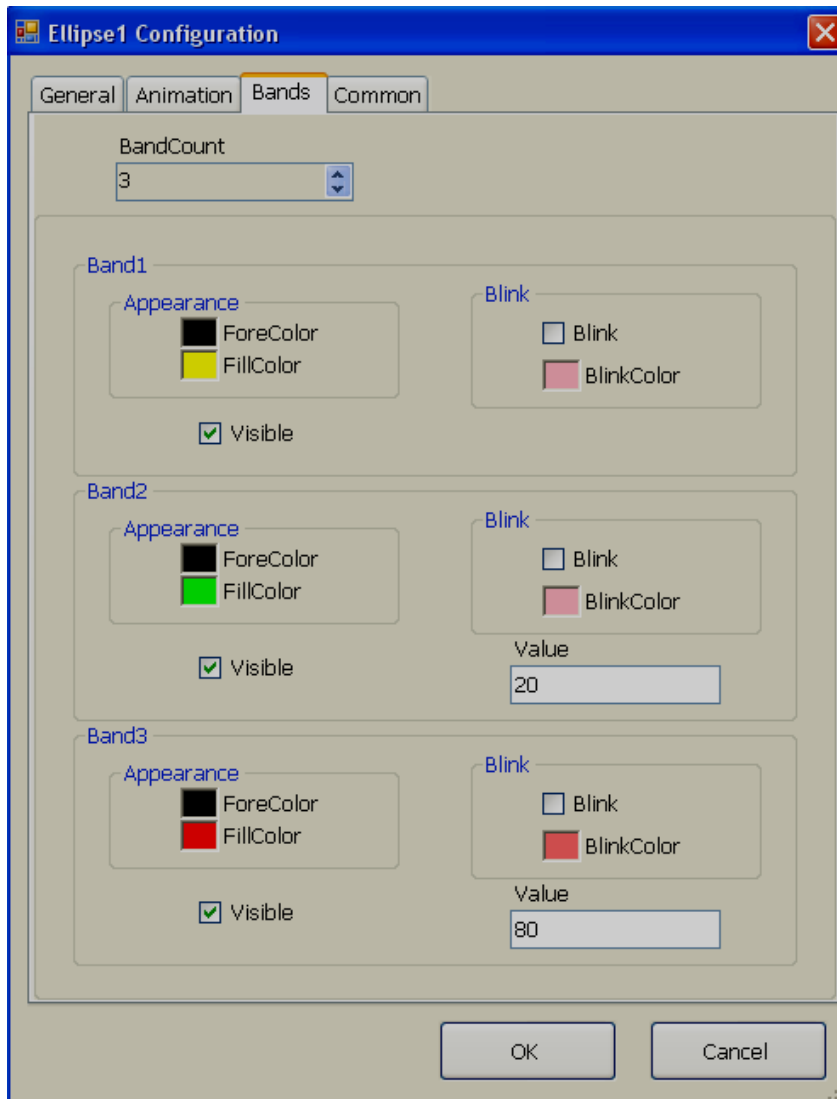 Ellipse1 Configuration
General Animation Bands Common
BandCount
3
Band1
Appearance
ForeColor
FillColor
Visible
Blink
Blink
BlinkColor
Band2
Appearance
ForeColor
FillColor
Visible
Blink
Blink
BlinkColor
Value
20
Band3
Appearance
ForeColor
FillColor
Visible
Blink
Blink
BlinkColor
Value
80
OK Cancel